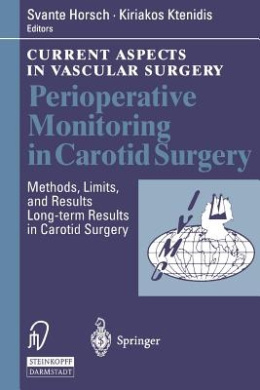 Svante Horsch · Kiriakos Ktenidis
Editors
CURRENT ASPECTS
IN VASCULAR SURGERY
Perioperative
Monitoring
in Carotid Surgery
Methods, Limits,
and Results
Long-term Results
in Carotid Surgery
I V M C
STEINKOPFF
DARMSTADT
Springer